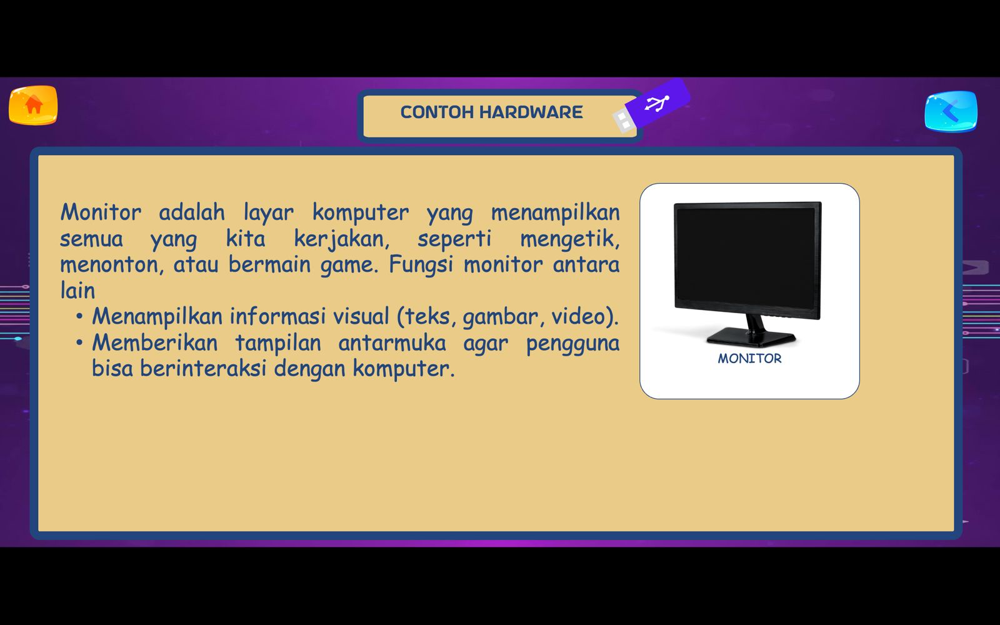 CONTOH HARDWARE
Monitor adalah layar komputer yang menampilkan
semua yang kita kerjakan, seperti mengetik,
menonton, atau bermain game. Fungsi monitor antara
lain
• Menampilkan informasi visual (teks, gambar, video).
• Memberikan tampilan antarmuka agar pengguna
bisa berinteraksi dengan komputer.
MONITOR